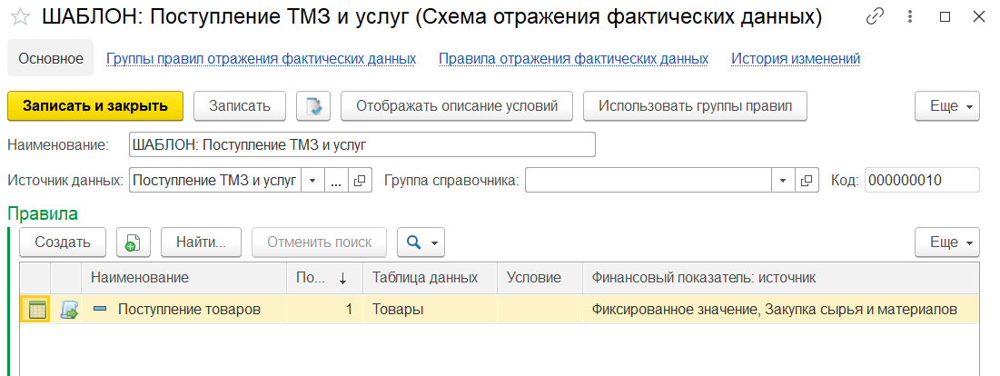 ШАБЛОН: Поступление ТМЗ и услуг (Схема отражения фактических данных)
Основное Группы правил отражения фактических данных Правила отражения фактических данных История изменений
Записать и закрыть Записать Отображать описание условий Использовать группы правил Еще
Наименование: ШАБЛОН: Поступление ТМЗ и услуг
Источник данных: Поступление ТМЗ и услуг ... Группа справочника: Код: 000000010
Правила
Создать Найти... Отменить поиск Еще
Наименование По... ↓ Таблица данных Условие Финансовый показатель: источник
Поступление товаров 1 Товары Фиксированное значение, Закупка сырья и материалов